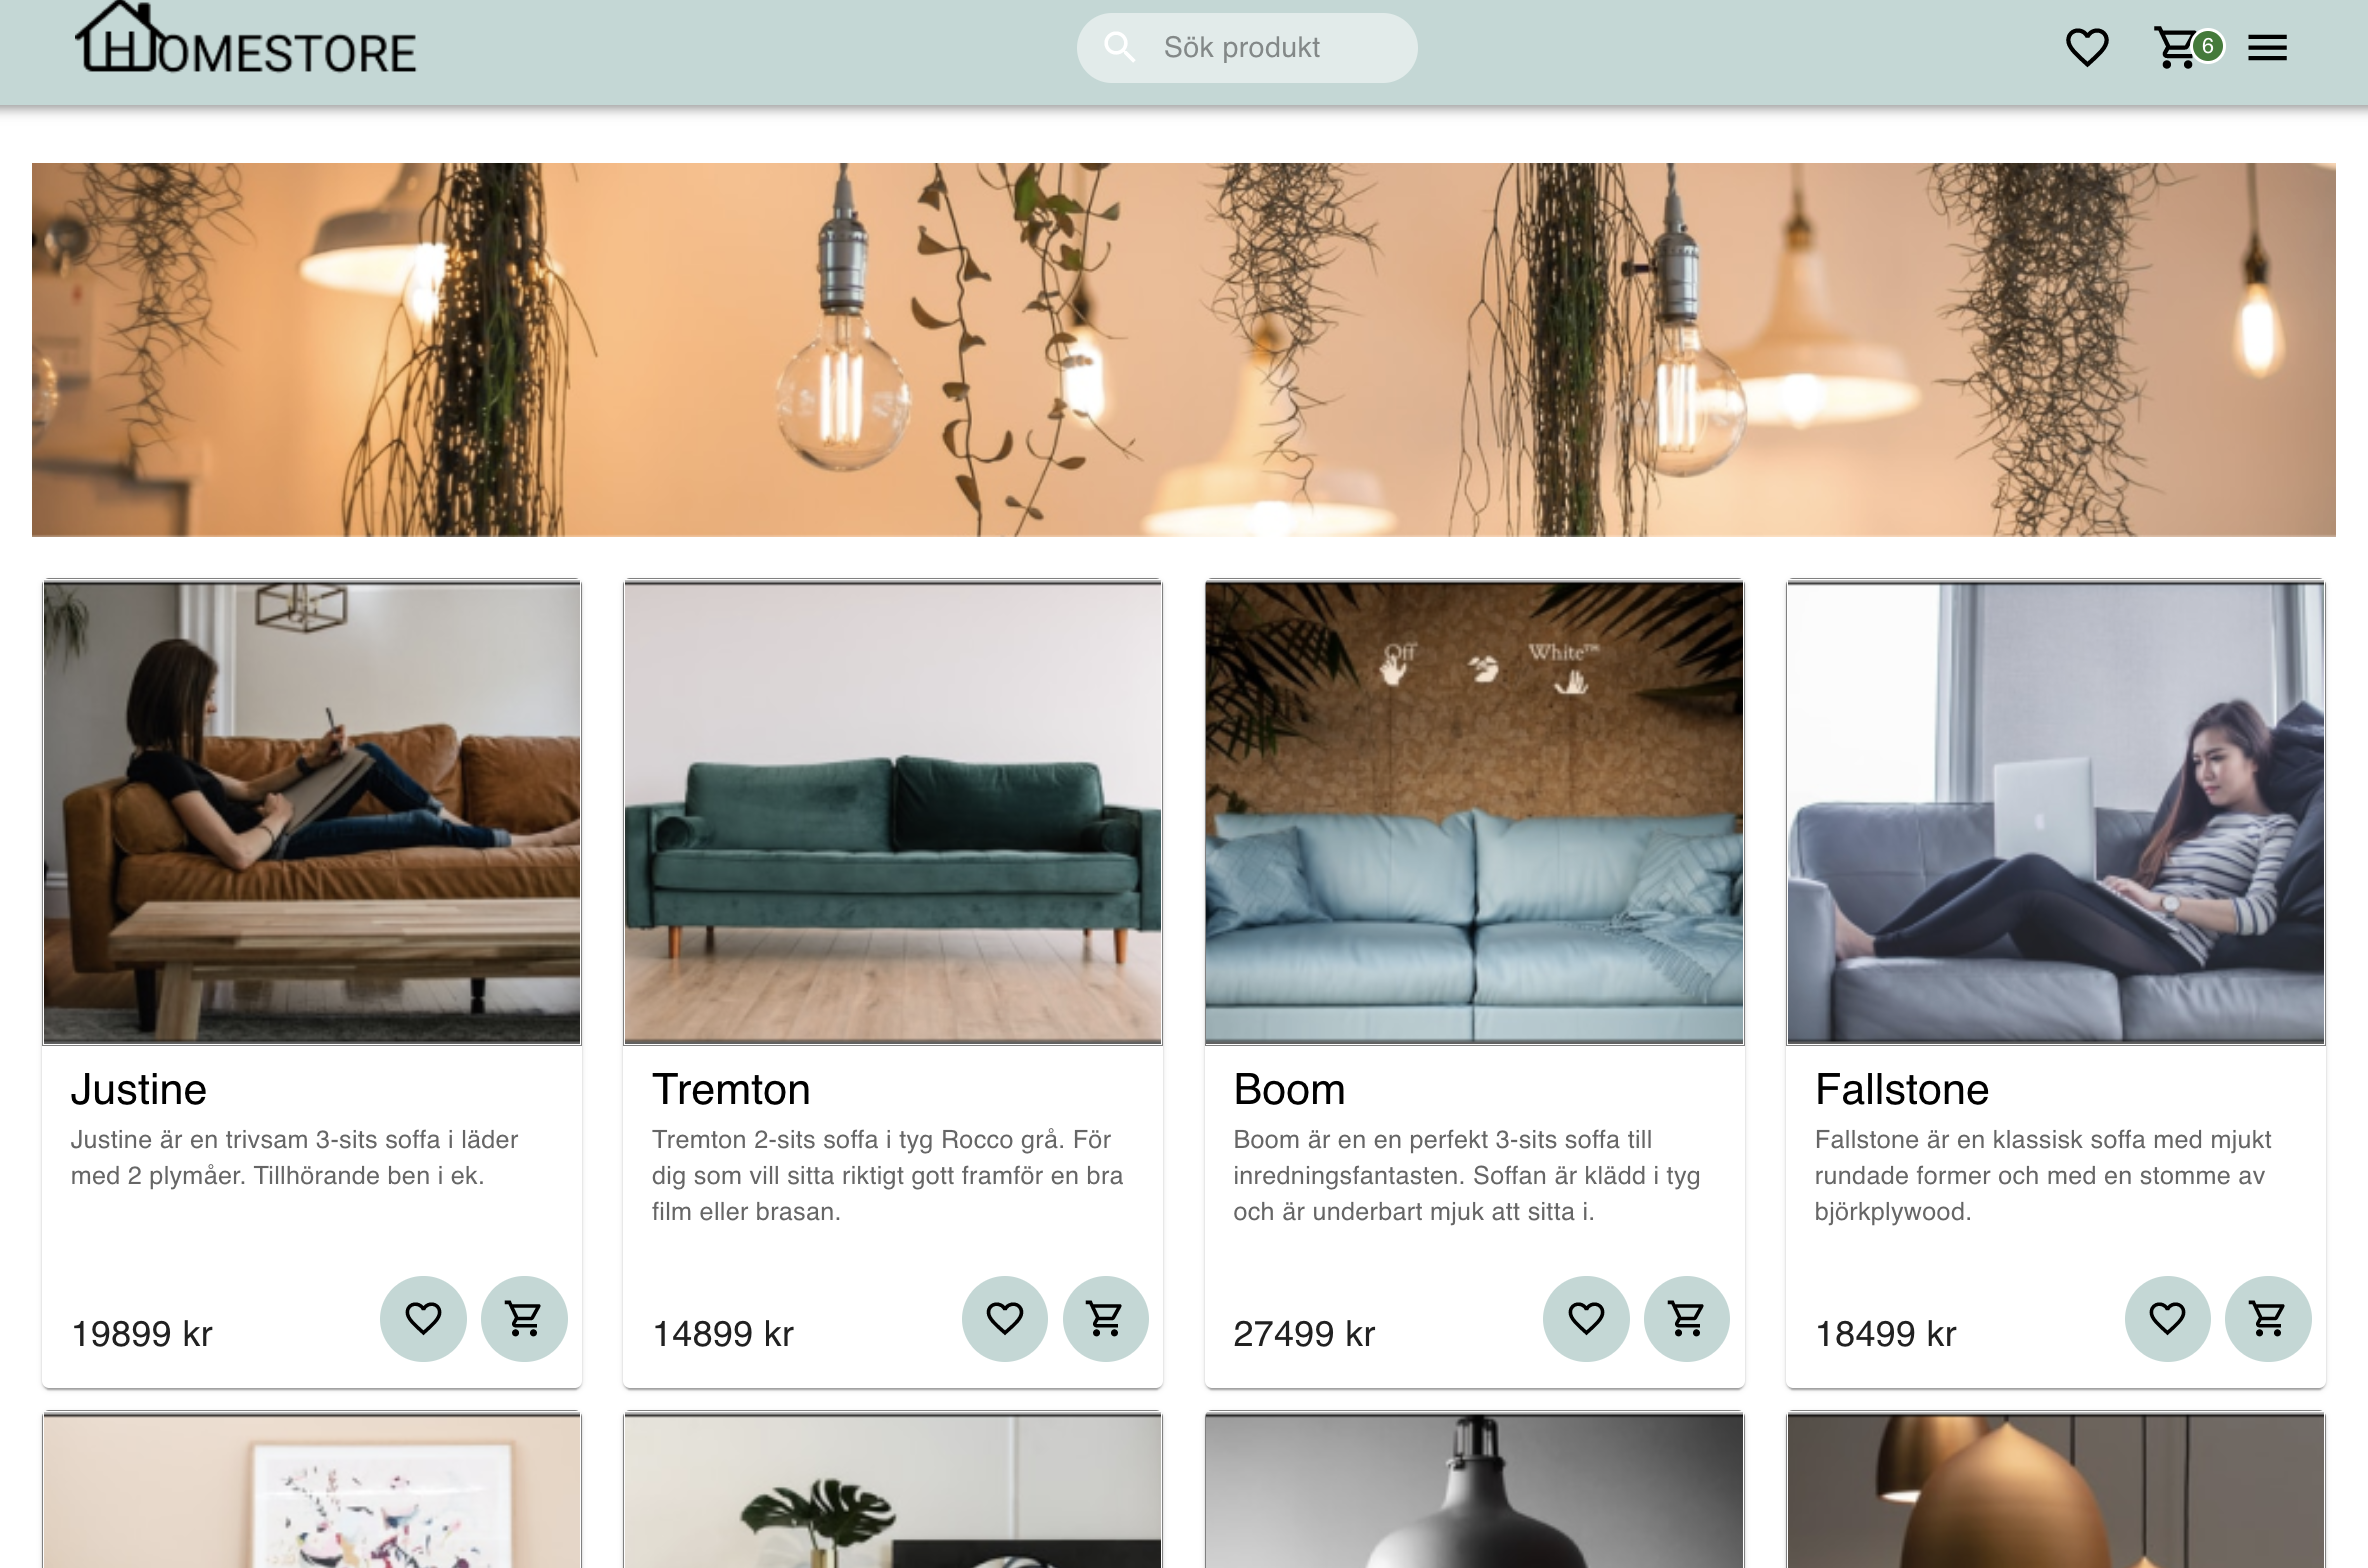 HOMESTORE
Sök produkt
6
Off
White™
Justine
Justine är en trivsam 3-sits soffa i läder
med 2 plymåer. Tillhörande ben i ek.
19899 kr
Tremton
Tremton 2-sits soffa i tyg Rocco grå. För
dig som vill sitta riktigt gott framför en bra
film eller brasan.
14899 kr
Boom
Boom är en en perfekt 3-sits soffa till
inredningsfantasten. Soffan är klädd i tyg
och är underbart mjuk att sitta i.
27499 kr
Fallstone
Fallstone är en klassisk soffa med mjukt
rundade former och med en stomme av
björkplywood.
18499 kr